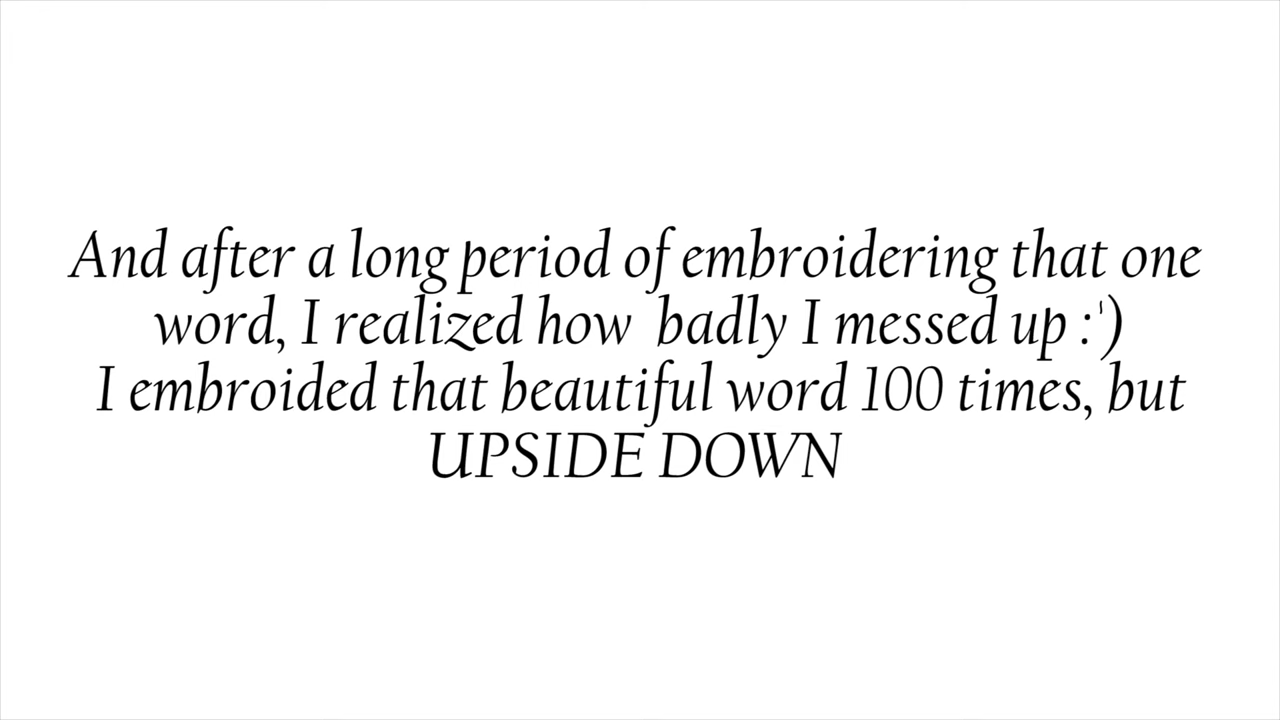 And after a long period of embroidering that one
word, I realized how  badly I messed up :')
I embroided that beautiful word 100 times, but
UPSIDE DOWN